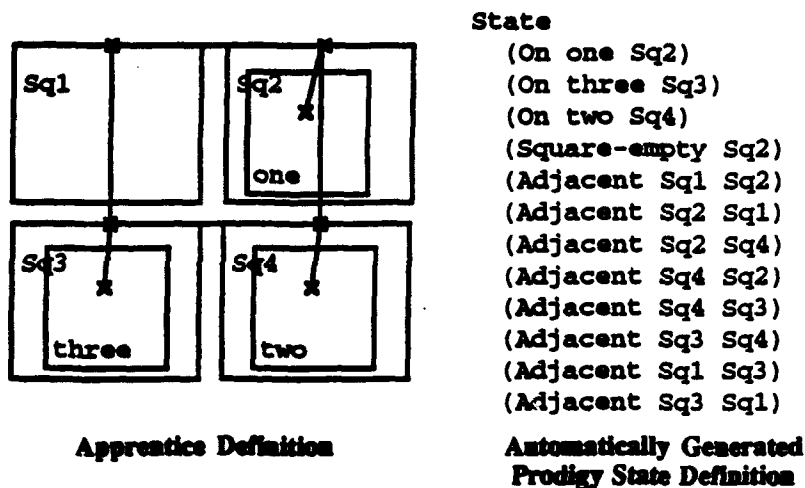 Sq1
Sq2
one
Sq3
three
Sq4
two
Apprentice Definition
State
(On one Sq2)
(On three Sq3)
(On two Sq4)
(Square-empty Sq2)
(Adjacent Sq1 Sq2)
(Adjacent Sq2 Sq1)
(Adjacent Sq2 Sq4)
(Adjacent Sq4 Sq2)
(Adjacent Sq4 Sq3)
(Adjacent Sq3 Sq4)
(Adjacent Sq1 Sq3)
(Adjacent Sq3 Sq1)
Automatically Generated
Prodigy State Definition